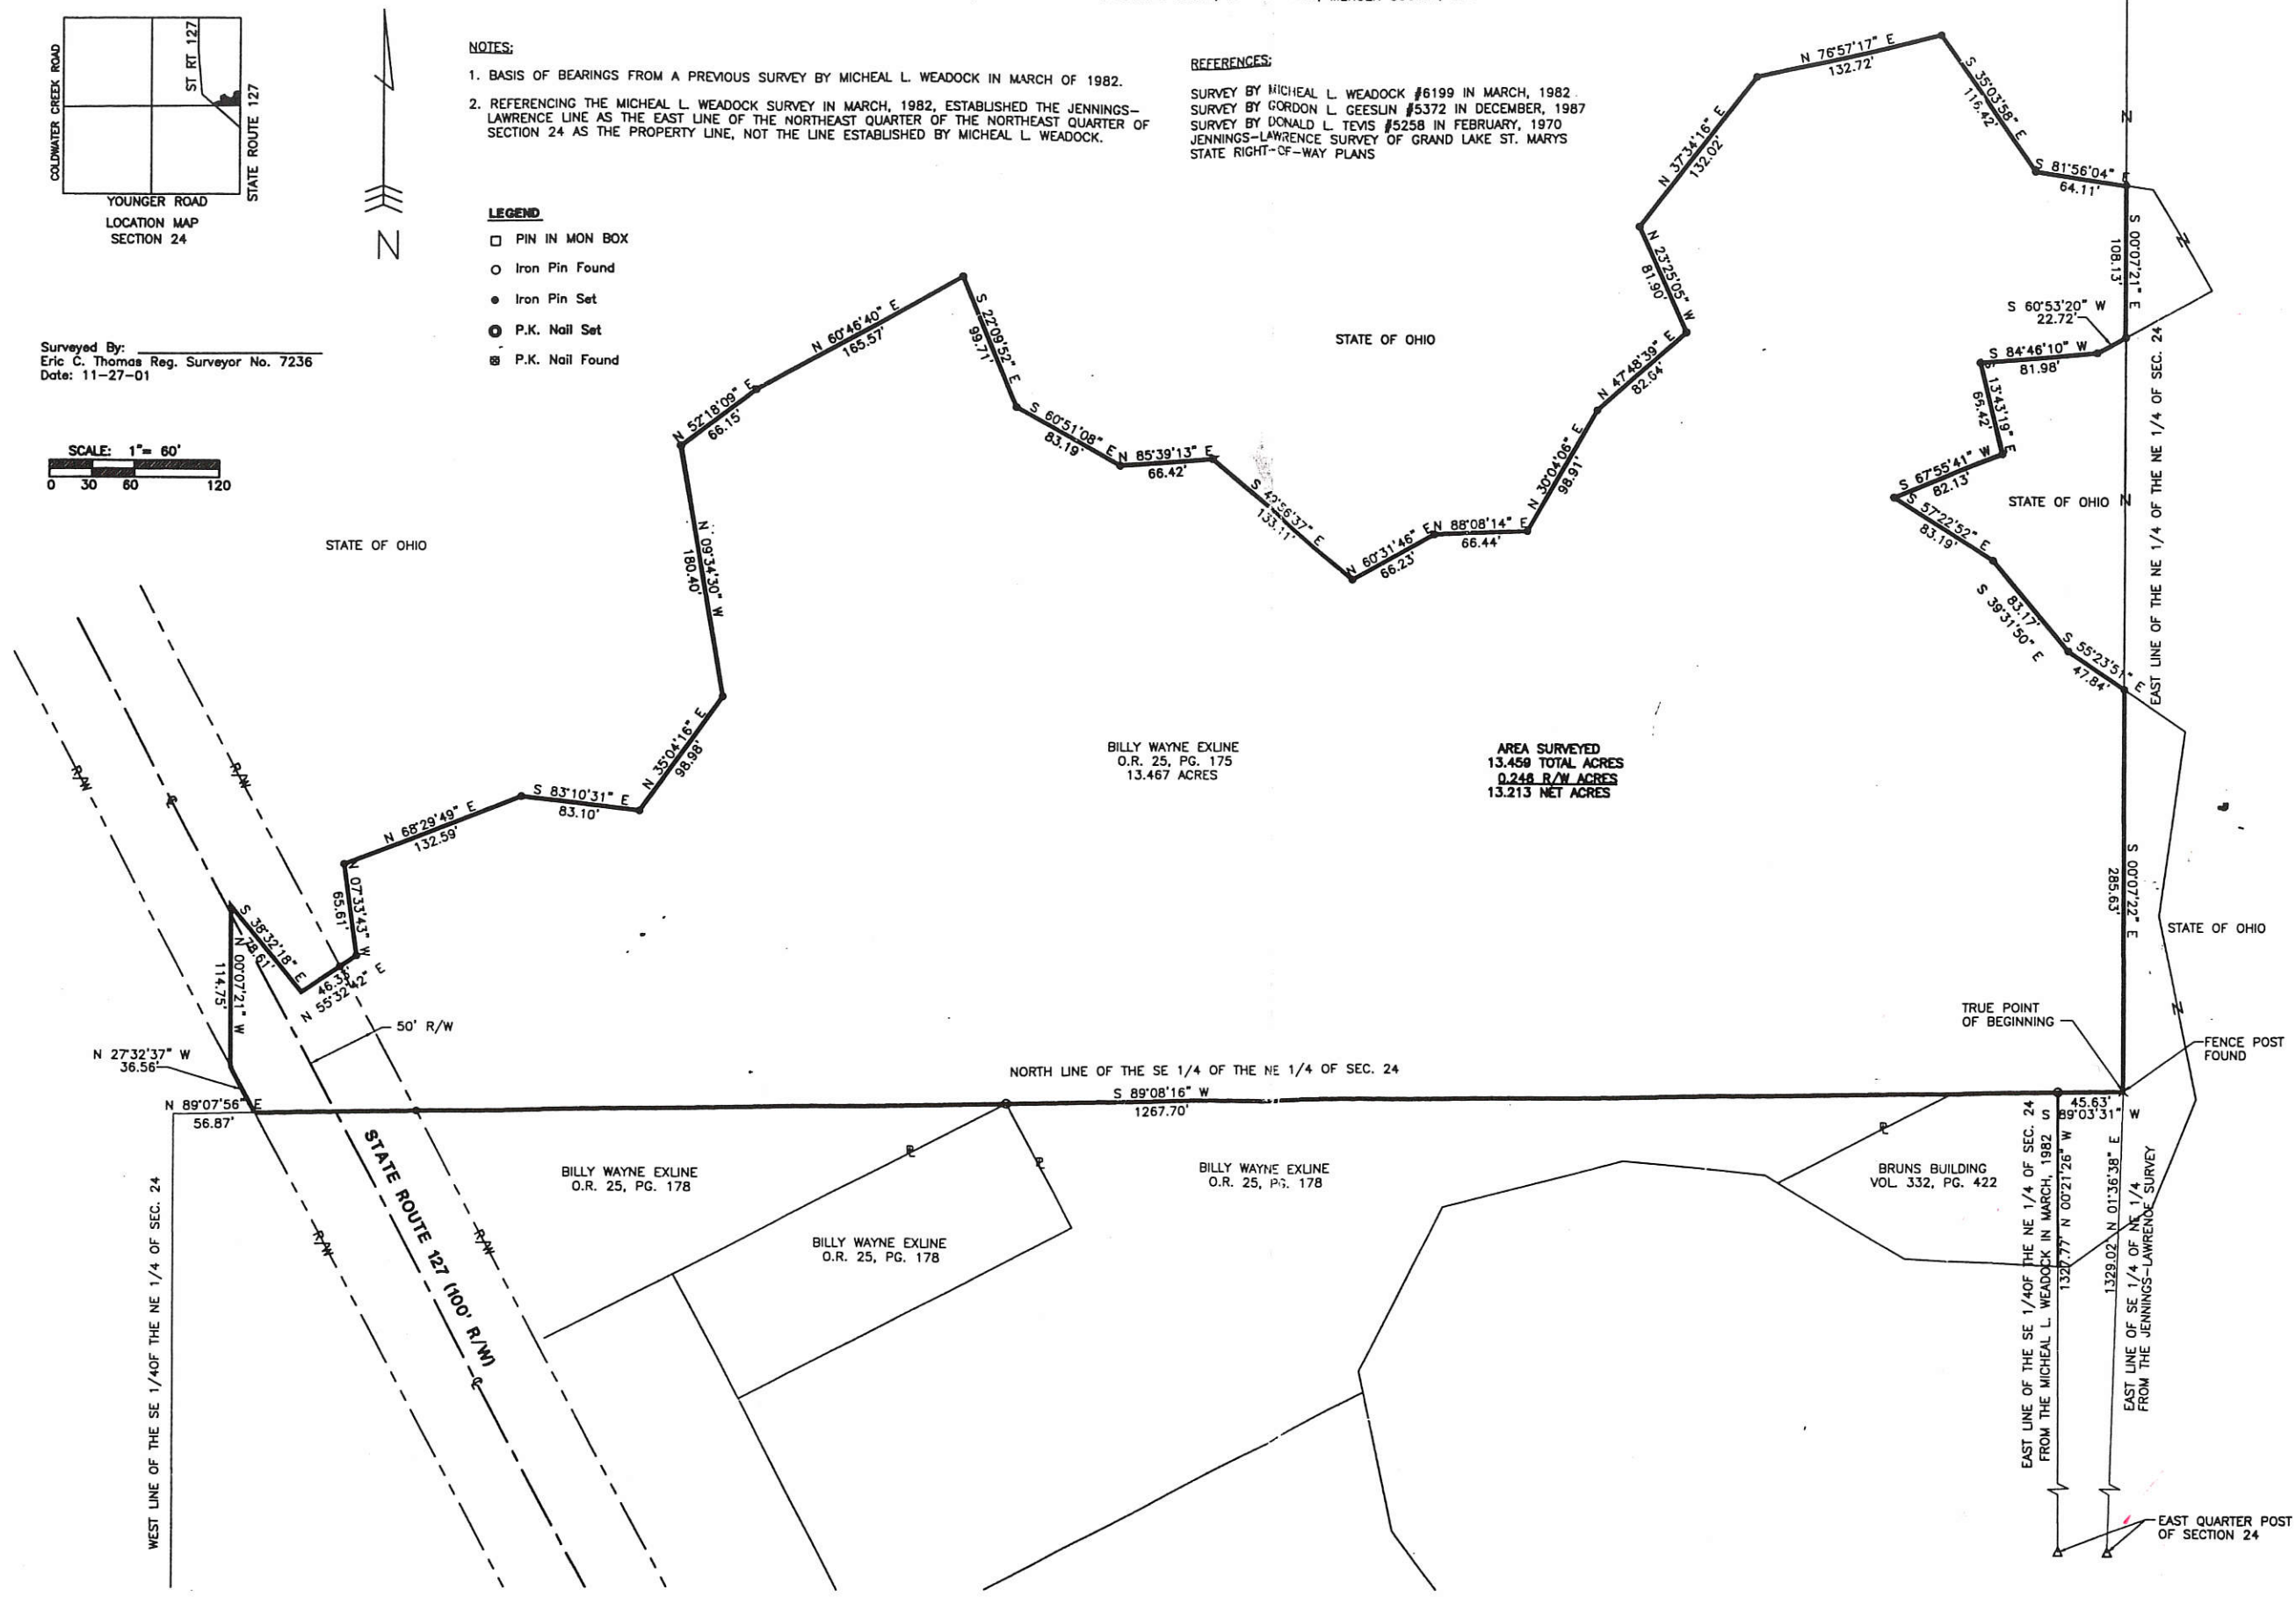 COLDWATER CREEK ROAD
ST RT 127
STATE ROUTE 127
YOUNGER ROAD
LOCATION MAP
SECTION 24
N
NOTES:
1. BASIS OF BEARINGS FROM A PREVIOUS SURVEY BY MICHEAL L. WEADOCK IN MARCH OF 1982.
2. REFERENCING THE MICHEAL L. WEADOCK SURVEY IN MARCH, 1982, ESTABLISHED THE JENNINGS-
LAWRENCE LINE AS THE EAST LINE OF THE NORTHEAST QUARTER OF THE NORTHEAST QUARTER OF
SECTION 24 AS THE PROPERTY LINE, NOT THE LINE ESTABLISHED BY MICHEAL L. WEADOCK.
REFERENCES:
SURVEY BY MICHEAL L. WEADOCK #6199 IN MARCH, 1982
SURVEY BY GORDON L. GEESLIN #5372 IN DECEMBER, 1987
SURVEY BY DONALD L. TEVIS #5258 IN FEBRUARY, 1970
JENNINGS-LAWRENCE SURVEY OF GRAND LAKE ST. MARYS
STATE RIGHT-OF-WAY PLANS
LEGEND
PIN IN MON BOX
Iron Pin Found
Iron Pin Set
P.K. Nail Set
P.K. Nail Found
Surveyed By:
Eric C. Thomas Reg. Surveyor No. 7236
Date: 11-27-01
SCALE: 1"= 60'
0 30 60 120
STATE OF OHIO
N 76°57'17" E
132.72'
S 35°03'58" E
116.42'
N 37°34'16" E
132.02'
S 81°56'04" E
64.11'
S 00°07'21" E
108.13'
N 23°25'05" W
81.90'
S 60°53'20" W
22.72'
STATE OF OHIO
N 60°46'40" E
165.57'
S 22°09'52" E
99.71'
N 52°18'09" E
66.15'
N 47°48'39" E
82.64'
S 84°46'10" W
81.98'
S 13°43'19" E
66.42'
S 60°51'08" E
83.19'
N 85°39'13" E
66.42'
S 67°55'41" W
82.13'
STATE OF OHIO
EAST LINE OF THE NE 1/4 OF THE NE 1/4 OF SEC. 24
133.11'
N 30°04'06" E
98.91'
N 60°31'46" E
66.23'
N 88°08'14" E
66.44'
S 57°22'52" E
83.19'
83.17'
S 39°31'50" E
S 55°23'51" E
47.84'
N 09°34'30" W
180.40'
N 35°04'16" E
98.98'
S 83°10'31" E
83.10'
N 68°29'49" E
132.59'
N 07°33'43" W
65.61'
BILLY WAYNE EXLINE
O.R. 25, PG. 175
13.467 ACRES
AREA SURVEYED
13.459 TOTAL ACRES
0.246 R/W ACRES
13.213 NET ACRES
S 00°07'22" E
285.63'
STATE OF OHIO
R/W
R/W
S 38°32'18" E
78.61'
N 00°07'21" W
114.75'
N 55°32'42" E
50' R/W
N 27°32'37" W
36.56'
N 89°07'56" E
56.87'
TRUE POINT
OF BEGINNING
FENCE POST
FOUND
NORTH LINE OF THE SE 1/4 OF THE NE 1/4 OF SEC. 24
S 89°08'16" W
1267.70'
45.63'
S 89°03'31" W
STATE ROUTE 127 (100' R/W)
R/W
R/W
BILLY WAYNE EXLINE
O.R. 25, PG. 178
BILLY WAYNE EXLINE
O.R. 25, PG. 178
BILLY WAYNE EXLINE
O.R. 25, PG. 178
BRUNS BUILDING
VOL. 332, PG. 422
WEST LINE OF THE SE 1/4OF THE NE 1/4 OF SEC. 24
EAST LINE OF THE SE 1/4OF THE NE 1/4 OF SEC. 24
FROM THE MICHEAL L. WEADOCK IN MARCH, 1982
1327.77' N 00°21'26" W
1329.02' N 01°36'38" E
EAST LINE OF SE 1/4 OF NE 1/4
FROM THE JENNINGS-LAWRENCE SURVEY
EAST QUARTER POST
OF SECTION 24